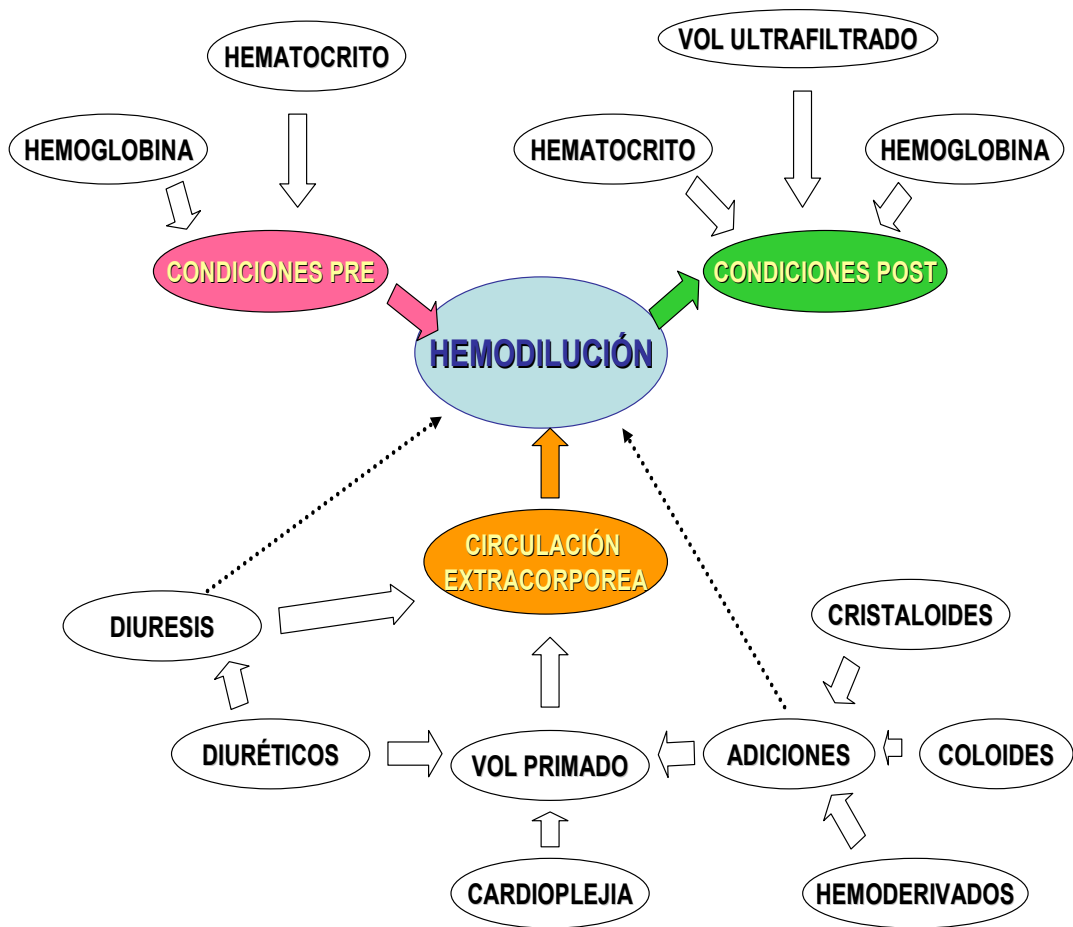 HEMATOCRITO
VOL ULTRAFILTRADO
HEMOGLOBINA
HEMATOCRITO
HEMOGLOBINA
CONDICIONES PRE
CONDICIONES POST
HEMODILUCIÓN
CIRCULACIÓN
EXTRACORPOREA
DIURESIS
CRISTALOIDES
DIURÉTICOS
VOL PRIMADO
ADICIONES
COLOIDES
CARDIOPLEJIA
HEMODERIVADOS